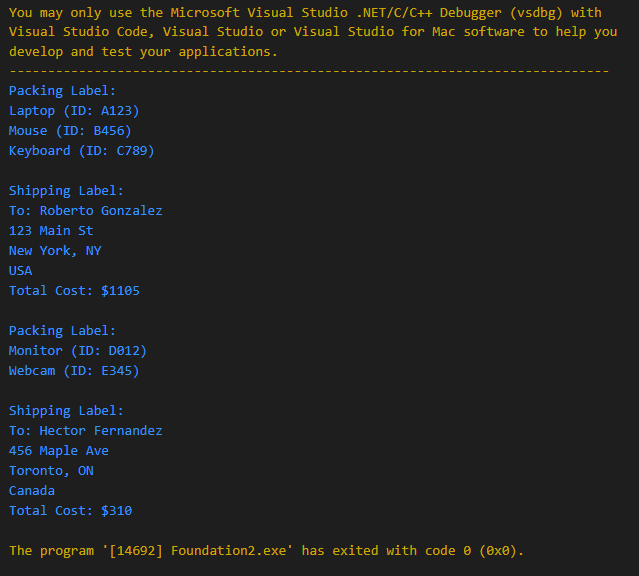 You may only use the Microsoft Visual Studio .NET/C/C++ Debugger (vsdbg) with
Visual Studio Code, Visual Studio or Visual Studio for Mac software to help you
develop and test your applications.
-------------------------------------------------------------------------------
Packing Label:
Laptop (ID: A123)
Mouse (ID: B456)
Keyboard (ID: C789)

Shipping Label:
To: Roberto Gonzalez
123 Main St
New York, NY
USA
Total Cost: $1105

Packing Label:
Monitor (ID: D012)
Webcam (ID: E345)

Shipping Label:
To: Hector Fernandez
456 Maple Ave
Toronto, ON
Canada
Total Cost: $310

The program '[14692] Foundation2.exe' has exited with code 0 (0x0).